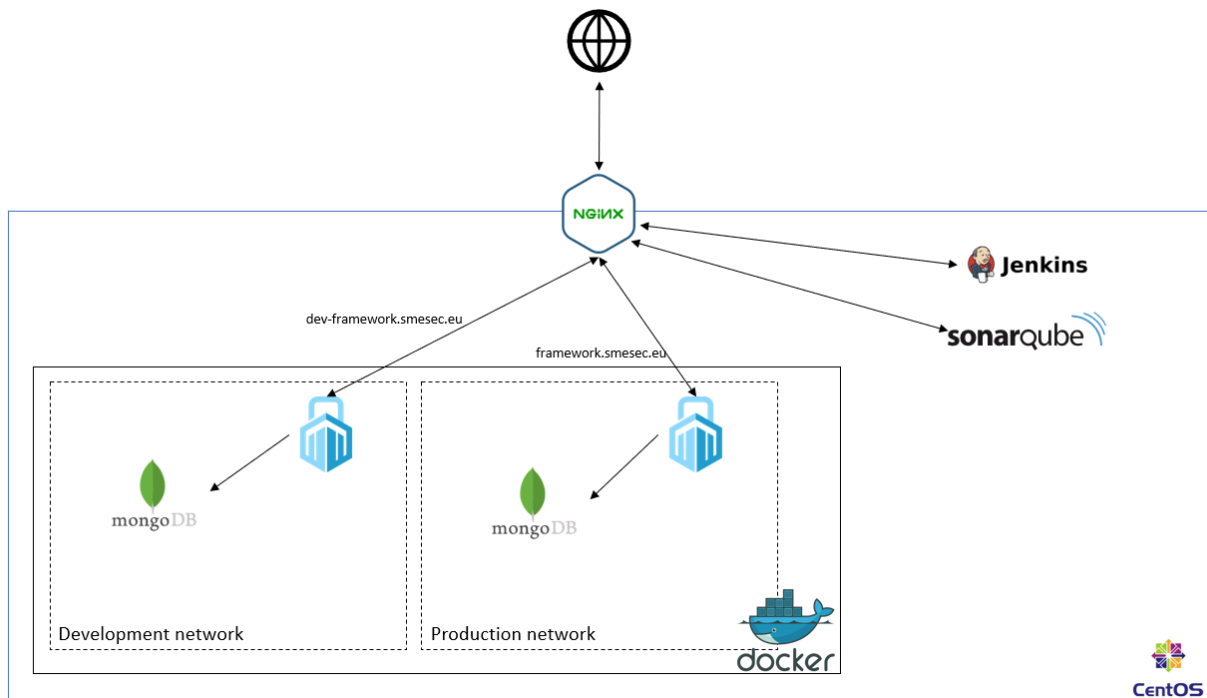 NGINX
Jenkins
sonarqube
dev-framework.smesec.eu
framework.smesec.eu
mongoDB
mongoDB
Development network
Production network
docker
CentOS